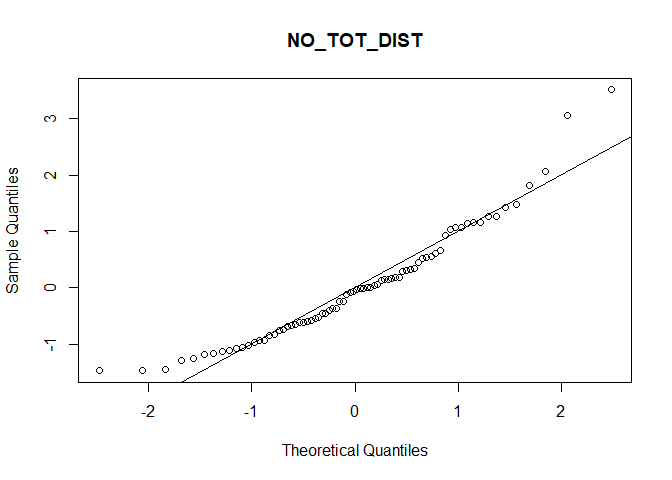 NO_TOT_DIST
Sample Quantiles
3
2
1
0
-1
-2 -1 0 1 2
Theoretical Quantiles